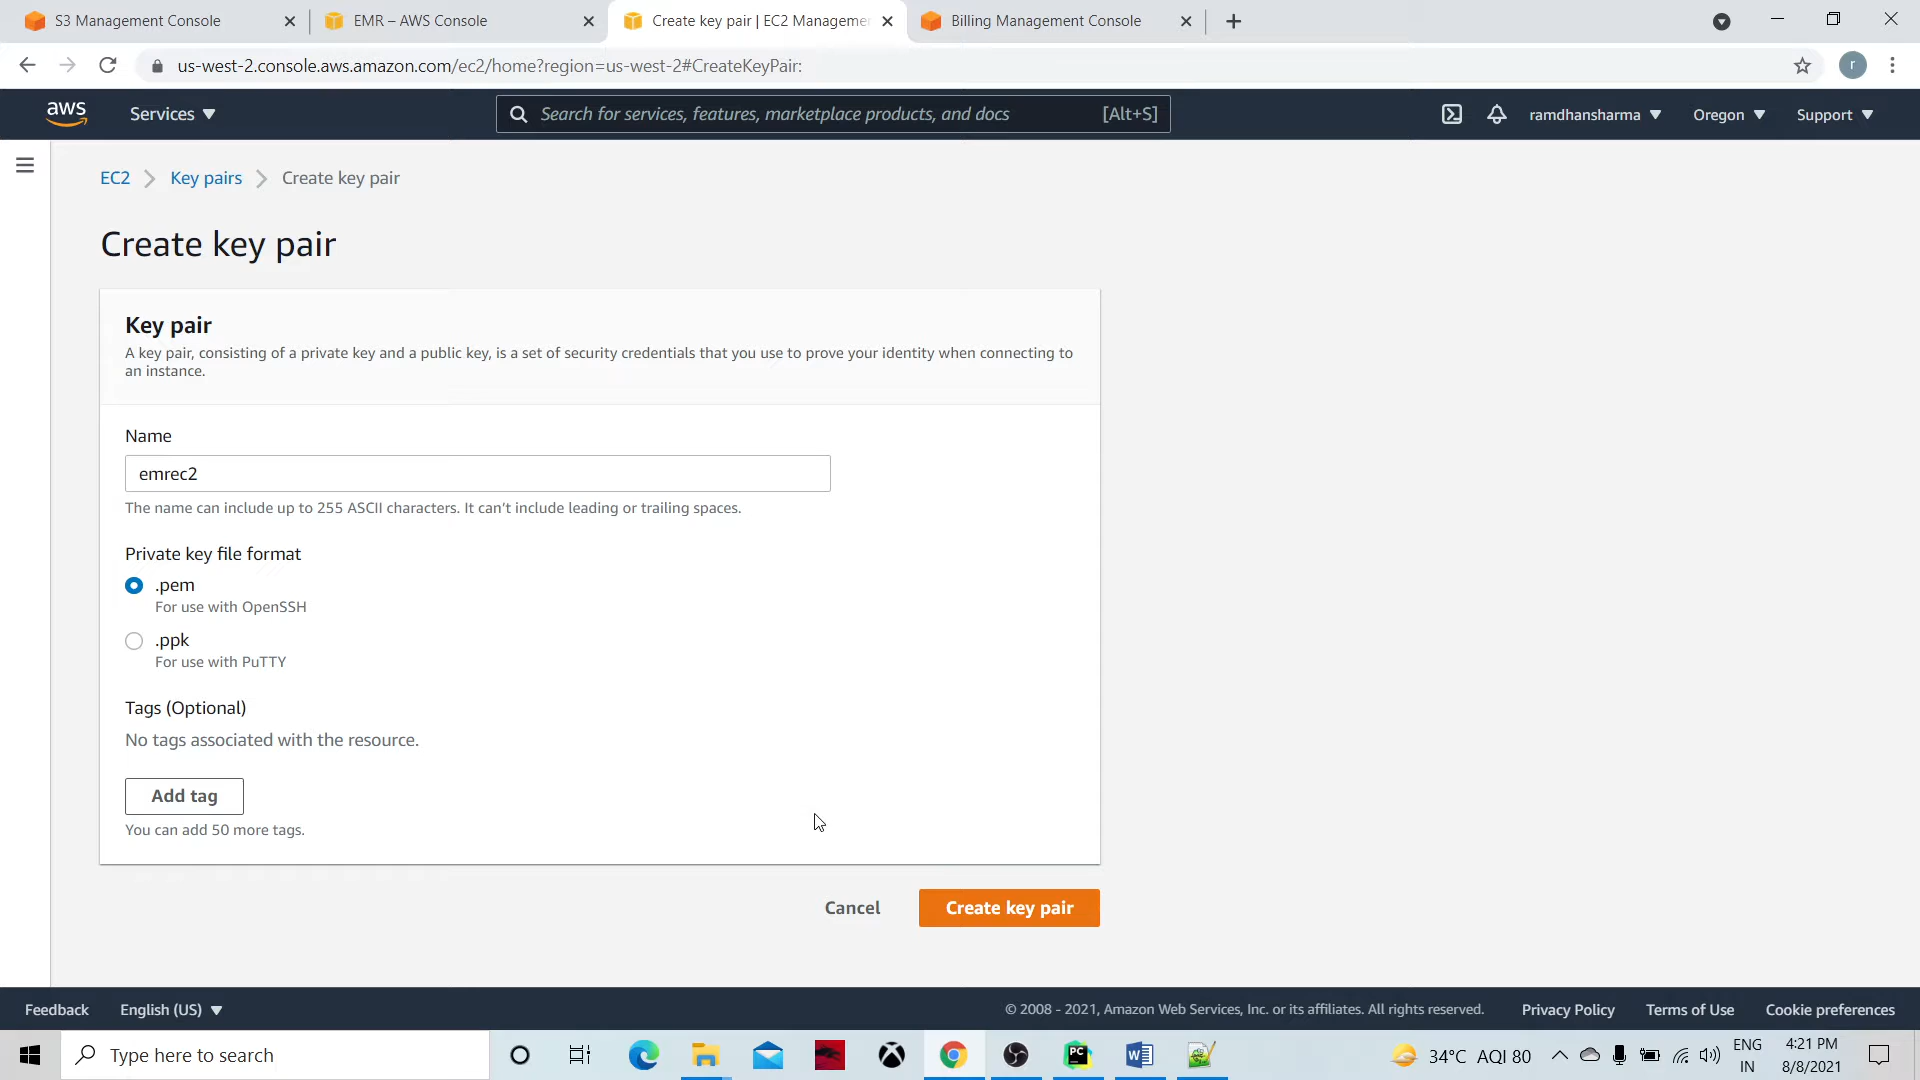 S3 Management Console
EMR – AWS Console
Create key pair | EC2 Manageme
Billing Management Console
us-west-2.console.aws.amazon.com/ec2/home?region=us-west-2#CreateKeyPair:
r
aws
Services
Search for services, features, marketplace products, and docs
[Alt+S]
ramdhansharma
Oregon
Support
EC2
Key pairs
Create key pair
Create key pair
Key pair
A key pair, consisting of a private key and a public key, is a set of security credentials that you use to prove your identity when connecting to
an instance.
Name
emrec2
The name can include up to 255 ASCII characters. It can't include leading or trailing spaces.
Private key file format
.pem
For use with OpenSSH
.ppk
For use with PuTTY
Tags (Optional)
No tags associated with the resource.
Add tag
You can add 50 more tags.
Cancel
Create key pair
Feedback
English (US)
© 2008 - 2021, Amazon Web Services, Inc. or its affiliates. All rights reserved.
Privacy Policy
Terms of Use
Cookie preferences
Type here to search
PC
W
34°C AQI 80
ENG
IN
4:21 PM
8/8/2021